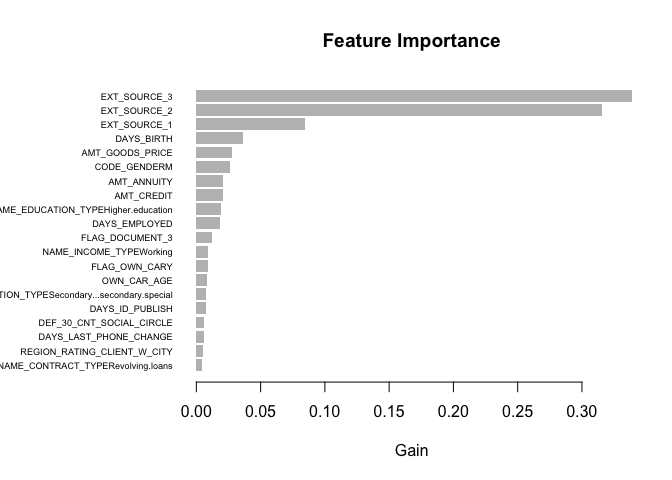 Feature Importance
EXT_SOURCE_3
EXT_SOURCE_2
EXT_SOURCE_1
DAYS_BIRTH
AMT_GOODS_PRICE
CODE_GENDERM
AMT_ANNUITY
AMT_CREDIT
AME_EDUCATION_TYPEHigher.education
DAYS_EMPLOYED
FLAG_DOCUMENT_3
NAME_INCOME_TYPEWorking
FLAG_OWN_CARY
OWN_CAR_AGE
TION_TYPESecondary...secondary.special
DAYS_ID_PUBLISH
DEF_30_CNT_SOCIAL_CIRCLE
DAYS_LAST_PHONE_CHANGE
REGION_RATING_CLIENT_W_CITY
NAME_CONTRACT_TYPERevolving.loans
0.00 0.05 0.10 0.15 0.20 0.25 0.30
Gain